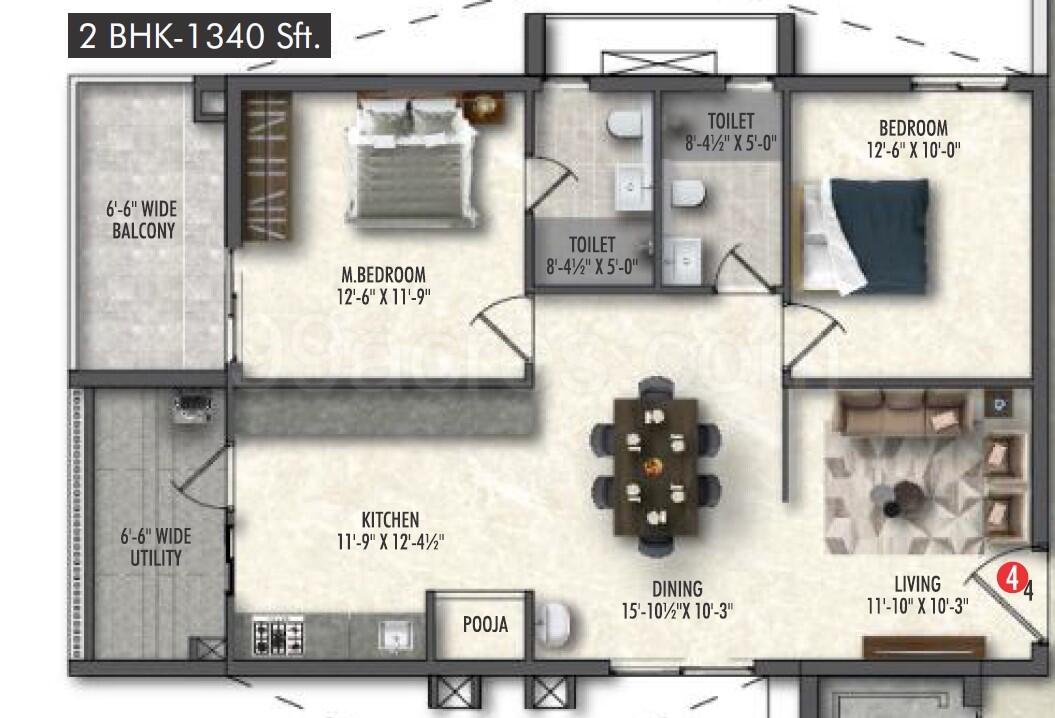 2 BHK-1340 Sft.
TOILET
8'-4½" X 5'-0"
BEDROOM
12'-6" X 10'-0"
6'-6" WIDE
BALCONY
TOILET
8'-4½" X 5'-0"
M.BEDROOM
12'-6" X 11'-9"
99acres.com
KITCHEN
11'-9" X 12'-4½"
6'-6" WIDE
UTILITY
DINING
15'-10½"X 10'-3"
LIVING
11'-10" X 10'-3"
4
4
POOJA